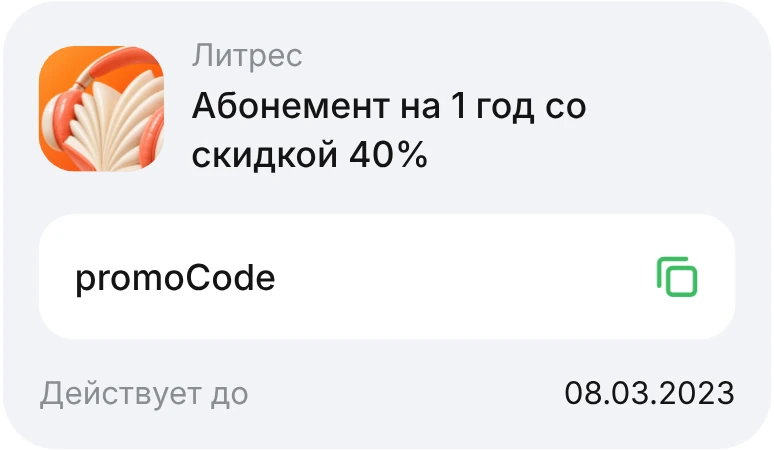 Литрес
Абонемент на 1 год со
скидкой 40%
promoCode
Действует до 08.03.2023